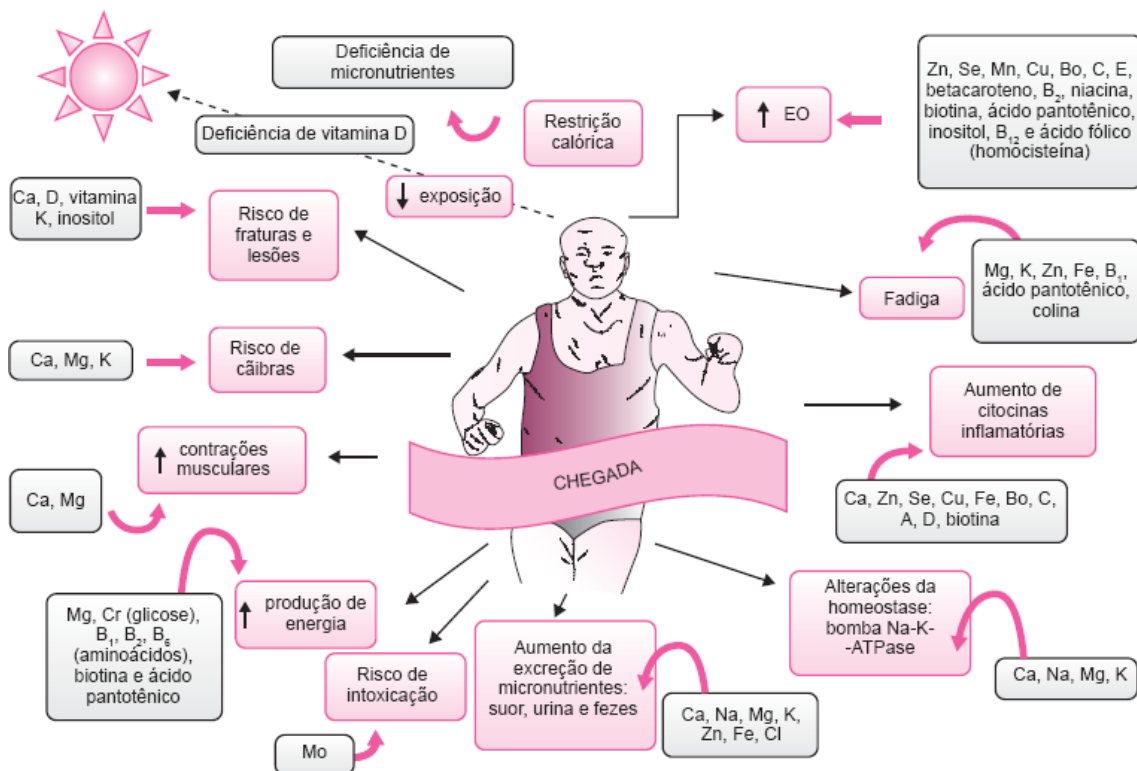 Deficiência de
micronutrientes
Deficiência de vitamina D
Restrição
calórica
↓ exposição
↑ EO
Zn, Se, Mn, Cu, Bo, C, E,
betacaroteno, B2, niacina,
biotina, ácido pantotênico,
inositol, B12 e ácido fólico
(homocisteína)
Ca, D, vitamina
K, inositol
Risco de
fraturas e
lesões
Fadiga
Mg, K, Zn, Fe, B1,
ácido pantotênico,
colina
Ca, Mg, K
Risco de
cãibras
Aumento de
citocinas
inflamatórias
Ca, Zn, Se, Cu, Fe, Bo, C,
A, D, biotina
↑ contrações
musculares
Ca, Mg
CHEGADA
Mg, Cr (glicose),
B1, B2, B6
(aminoácidos),
biotina e ácido
pantotênico
↑ produção de
energia
Risco de
intoxicação
Mo
Aumento da
excreção de
micronutrientes:
suor, urina e fezes
Ca, Na, Mg, K,
Zn, Fe, Cl
Alterações da
homeostase:
bomba Na-K-
-ATPase
Ca, Na, Mg, K